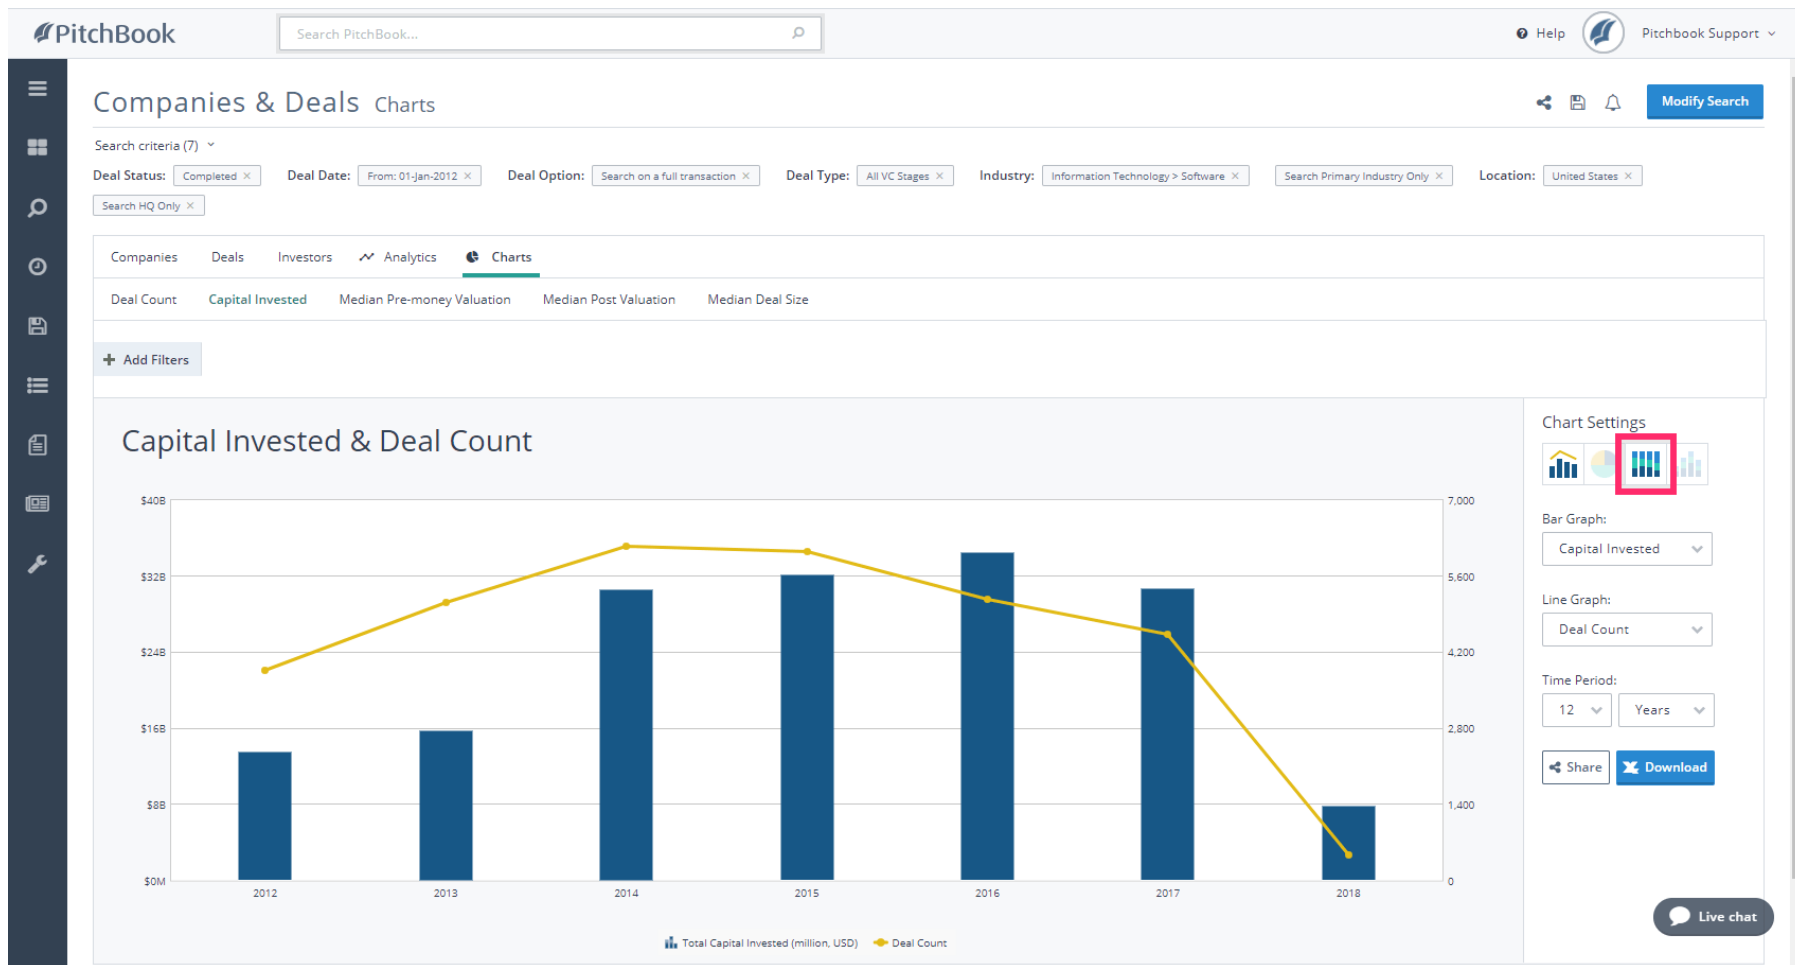 PitchBook
Search PitchBook...
Help
Pitchbook Support
Companies & Deals Charts
Modify Search
Search criteria (7)
Deal Status: Completed × Deal Date: From: 01-Jan-2012 × Deal Option: Search on a full transaction × Deal Type: All VC Stages × Industry: Information Technology > Software × Search Primary Industry Only × Location: United States ×
Search HQ Only ×
Companies Deals Investors Analytics Charts
Deal Count Capital Invested Median Pre-money Valuation Median Post Valuation Median Deal Size
+ Add Filters
Capital Invested & Deal Count
$40B
$32B
$24B
$16B
$8B
$0M
7,000
5,600
4,200
2,800
1,400
0
2012 2013 2014 2015 2016 2017 2018
Total Capital Invested (million, USD) Deal Count
Chart Settings
Bar Graph:
Capital Invested
Line Graph:
Deal Count
Time Period:
12 Years
Share Download
Live chat